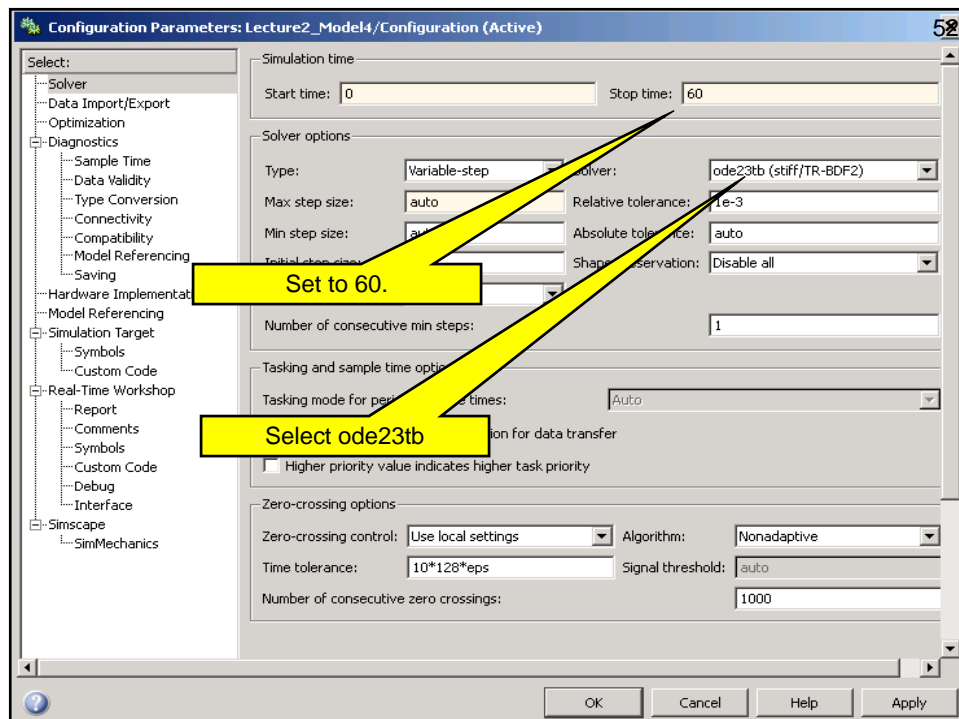 Configuration Parameters: Lecture2_Model4/Configuration (Active)
52
Select:
Solver
Data Import/Export
Optimization
Diagnostics
Sample Time
Data Validity
Type Conversion
Connectivity
Compatibility
Model Referencing
Saving
Hardware Implementat
Model Referencing
Simulation Target
Symbols
Custom Code
Real-Time Workshop
Report
Comments
Symbols
Custom Code
Debug
Interface
Simscape
SimMechanics
Simulation time
Start time: 0 Stop time: 60
Solver options
Type: Variable-step Solver: ode23tb (stiff/TR-BDF2)
Max step size: auto Relative tolerance: 1e-3
Min step size: Absolute tolerance: auto
Initial step size: Disable all
Set to 60.
Number of consecutive min steps: 1
Tasking and sample time
Tasking mode for times: Auto
Select ode23tb
for data transfer
Higher priority value indicates higher task priority
Zero-crossing options
Zero-crossing control: Use local settings Algorithm: Nonadaptive
Time tolerance: 10*128*eps Signal threshold: auto
Number of consecutive zero crossings: 1000
OK Cancel Help Apply